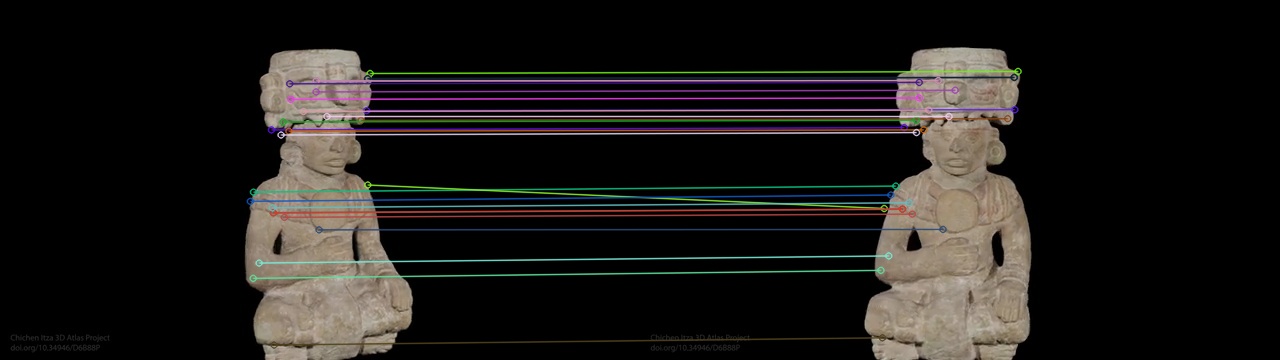 Chichen Itza 3D Atlas Project
doi.org/10.34946/D6B88P
Chichen Itza 3D Atlas Project
doi.org/10.34946/D6B88P